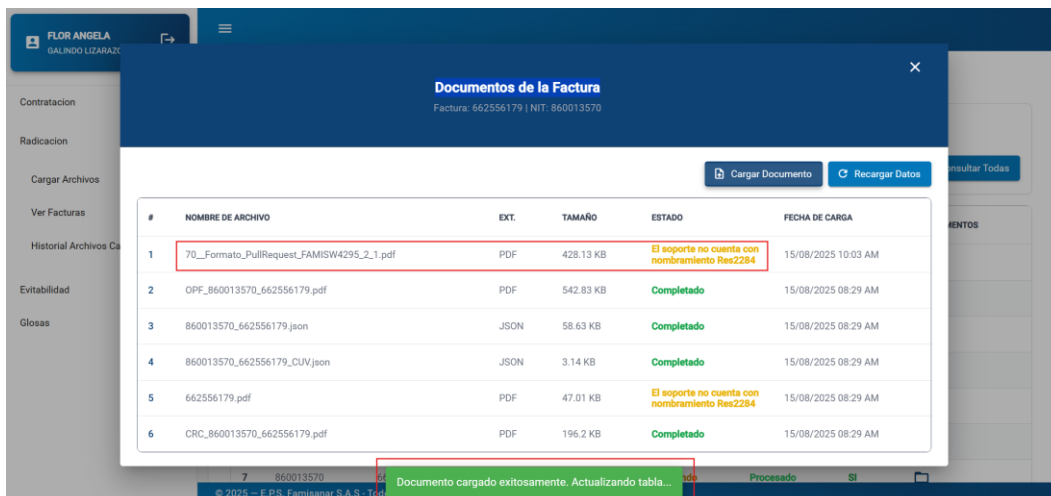 FLOR ANGELA
GALINDO LIZARAZO
Contratacion
Radicacion
Cargar Archivos
Ver Facturas
Historial Archivos Ca
Evitabilidad
Glosas
Documentos de la Factura
Factura: 662556179 | NIT: 860013570
Cargar Documento
Recargar Datos
# NOMBRE DE ARCHIVO EXT. TAMAÑO ESTADO FECHA DE CARGA
1 70__Formato_PullRequest_FAMISW4295_2_1.pdf PDF 428.13 KB El soporte no cuenta con 15/08/2025 10:03 AM
nombramiento Res2284
2 OPF_860013570_662556179.pdf PDF 542.83 KB Completado 15/08/2025 08:29 AM
3 860013570_662556179.json JSON 58.63 KB Completado 15/08/2025 08:29 AM
4 860013570_662556179_CUV.json JSON 3.14 KB Completado 15/08/2025 08:29 AM
5 662556179.pdf PDF 47.01 KB El soporte no cuenta con 15/08/2025 08:29 AM
nombramiento Res2284
6 CRC_860013570_662556179.pdf PDF 196.2 KB Completado 15/08/2025 08:29 AM
nsultar Todas
MENTOS
7 860013570 66 ndo Procesado SI
Documento cargado exitosamente. Actualizando tabla...
© 2025 — E.P.S. Famisanar S.A.S - Tod